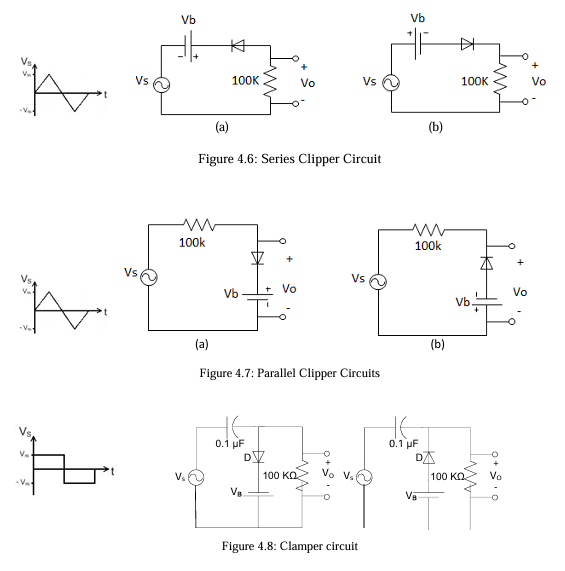 Vb
Vs
Vm
t
-Vm
Vs
-
+
100K
+
Vo
-
(a)
Vb
+
-
Vs
100K
+
Vo
-
(b)
Figure 4.6: Series Clipper Circuit
Vs
Vm
t
-Vm
100k
Vs
Vb
+
-
+
Vo
-
(a)
100k
Vs
Vb
-
+
+
Vo
-
(b)
Figure 4.7: Parallel Clipper Circuits
Vs
Vm
t
-Vm
0.1 µF
D
Vs
VB
100 KΩ
+
Vo
-
0.1 µF
D
Vs
VB
100 KΩ
+
Vo
-
Figure 4.8: Clamper circuit